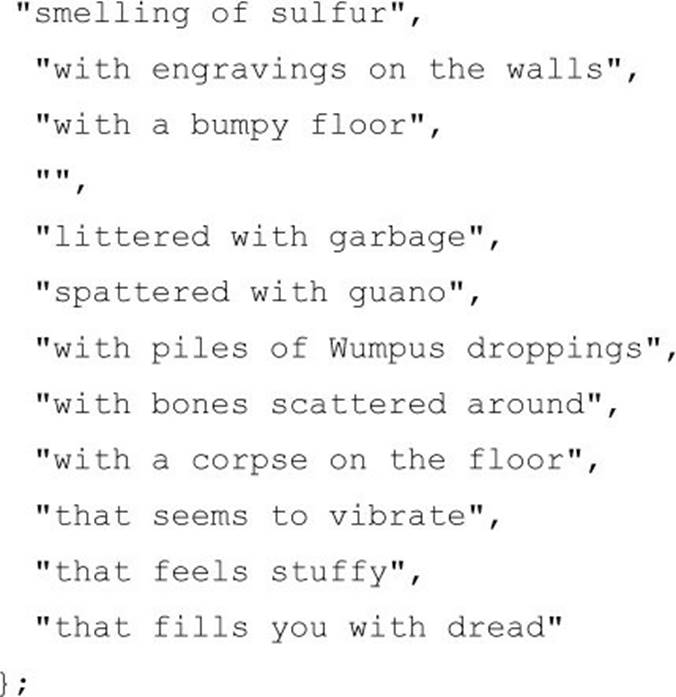 "smelling of sulfur",
"with engravings on the walls",
"with a bumpy floor",
"",
"littered with garbage",
"spattered with guano",
"with piles of Wumpus droppings",
"with bones scattered around",
"with a corpse on the floor",
"that seems to vibrate",
"that feels stuffy",
"that fills you with dread"
};